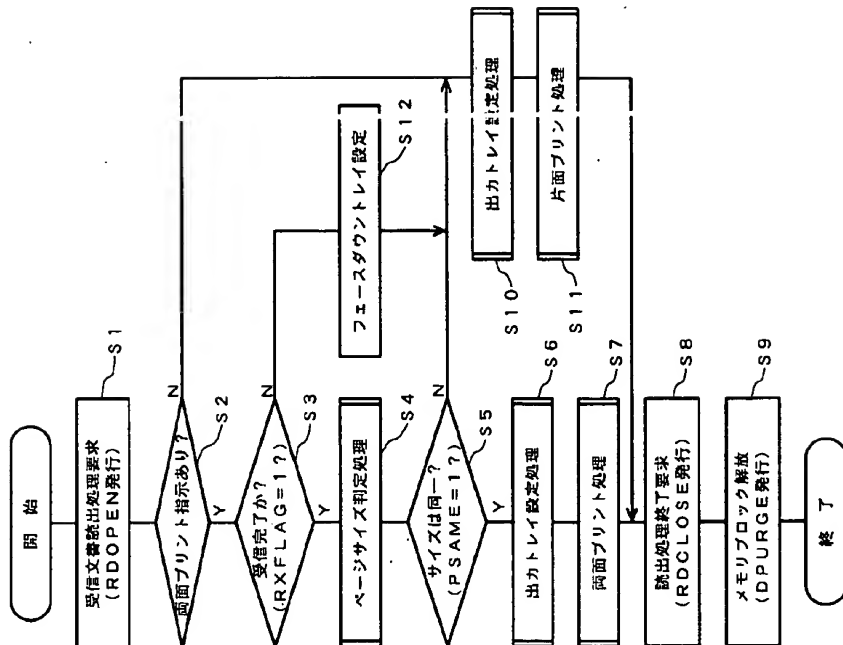 開始
受信文書読出処理要求
(RDOPEN発行)
S1
両面プリント指示あり?
S2
N
Y
受信完了か?
(RXFLAG=1?)
S3
N
Y
フェースダウントレイ設定
S12
ページサイズ判定処理
S4
サイズは同一?
(PSAME=1?)
S5
N
Y
出力トレイ設定処理
S6
両面プリント処理
S7
出力トレイ設定処理
S10
片面プリント処理
S11
読出処理終了要求
(RDCLOSE発行)
S8
メモリブロック解放
(DPURGE発行)
S9
終了